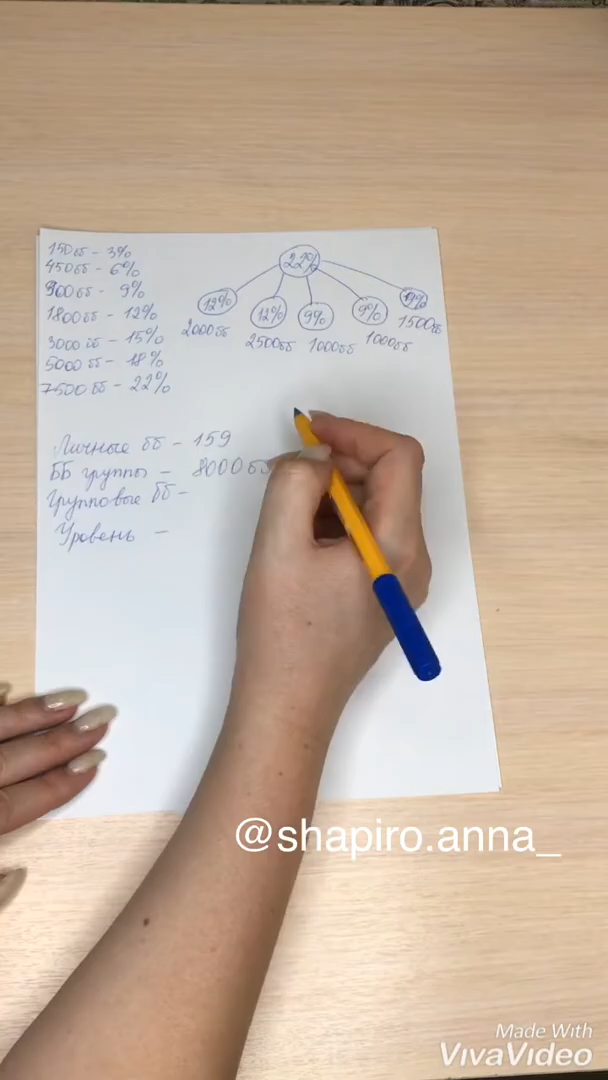 150бб - 3%
450бб - 6%
900бб - 9%
1800бб - 12%
3000бб - 15%
5000бб - 18%
7500бб - 22%
22%
12%
12%
9%
9%
9%
2000бб
2500бб
1000бб
1000бб
1500бб
Личные бб - 159
ББ группы - 8000бб
Групповые бб -
Уровень -
@shapiro.anna_
Made With
VivaVideo